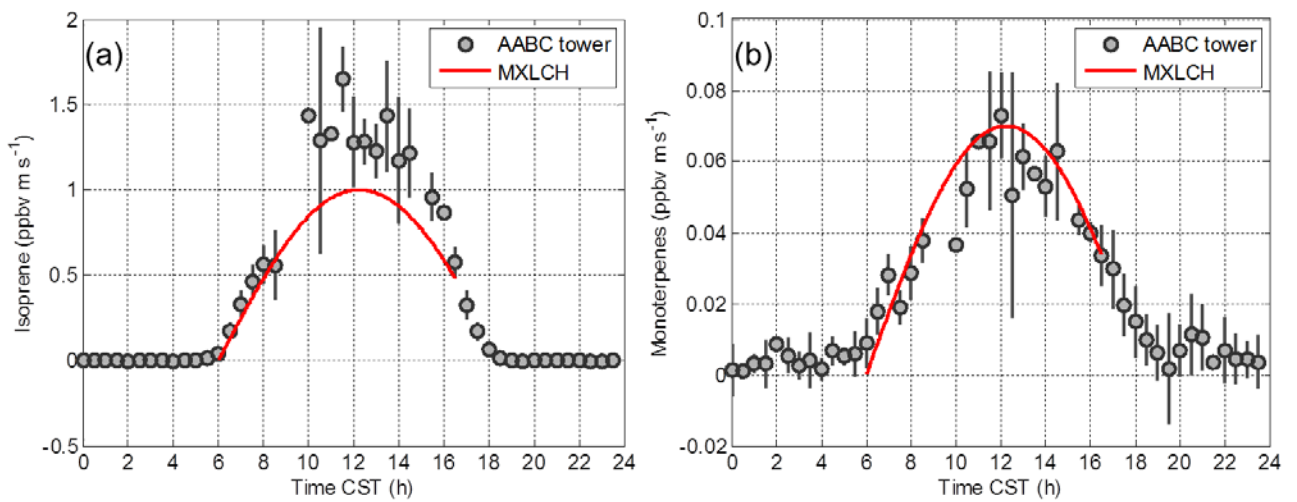 (a)
AABC tower
MXLCH
Isoprene (ppbv m s⁻¹)
2
1.5
1
0.5
0
-0.5
0 2 4 6 8 10 12 14 16 18 20 22 24
Time CST (h)
(b)
AABC tower
MXLCH
Monoterpenes (ppbv m s⁻¹)
0.1
0.08
0.06
0.04
0.02
0
-0.02
0 2 4 6 8 10 12 14 16 18 20 22 24
Time CST (h)